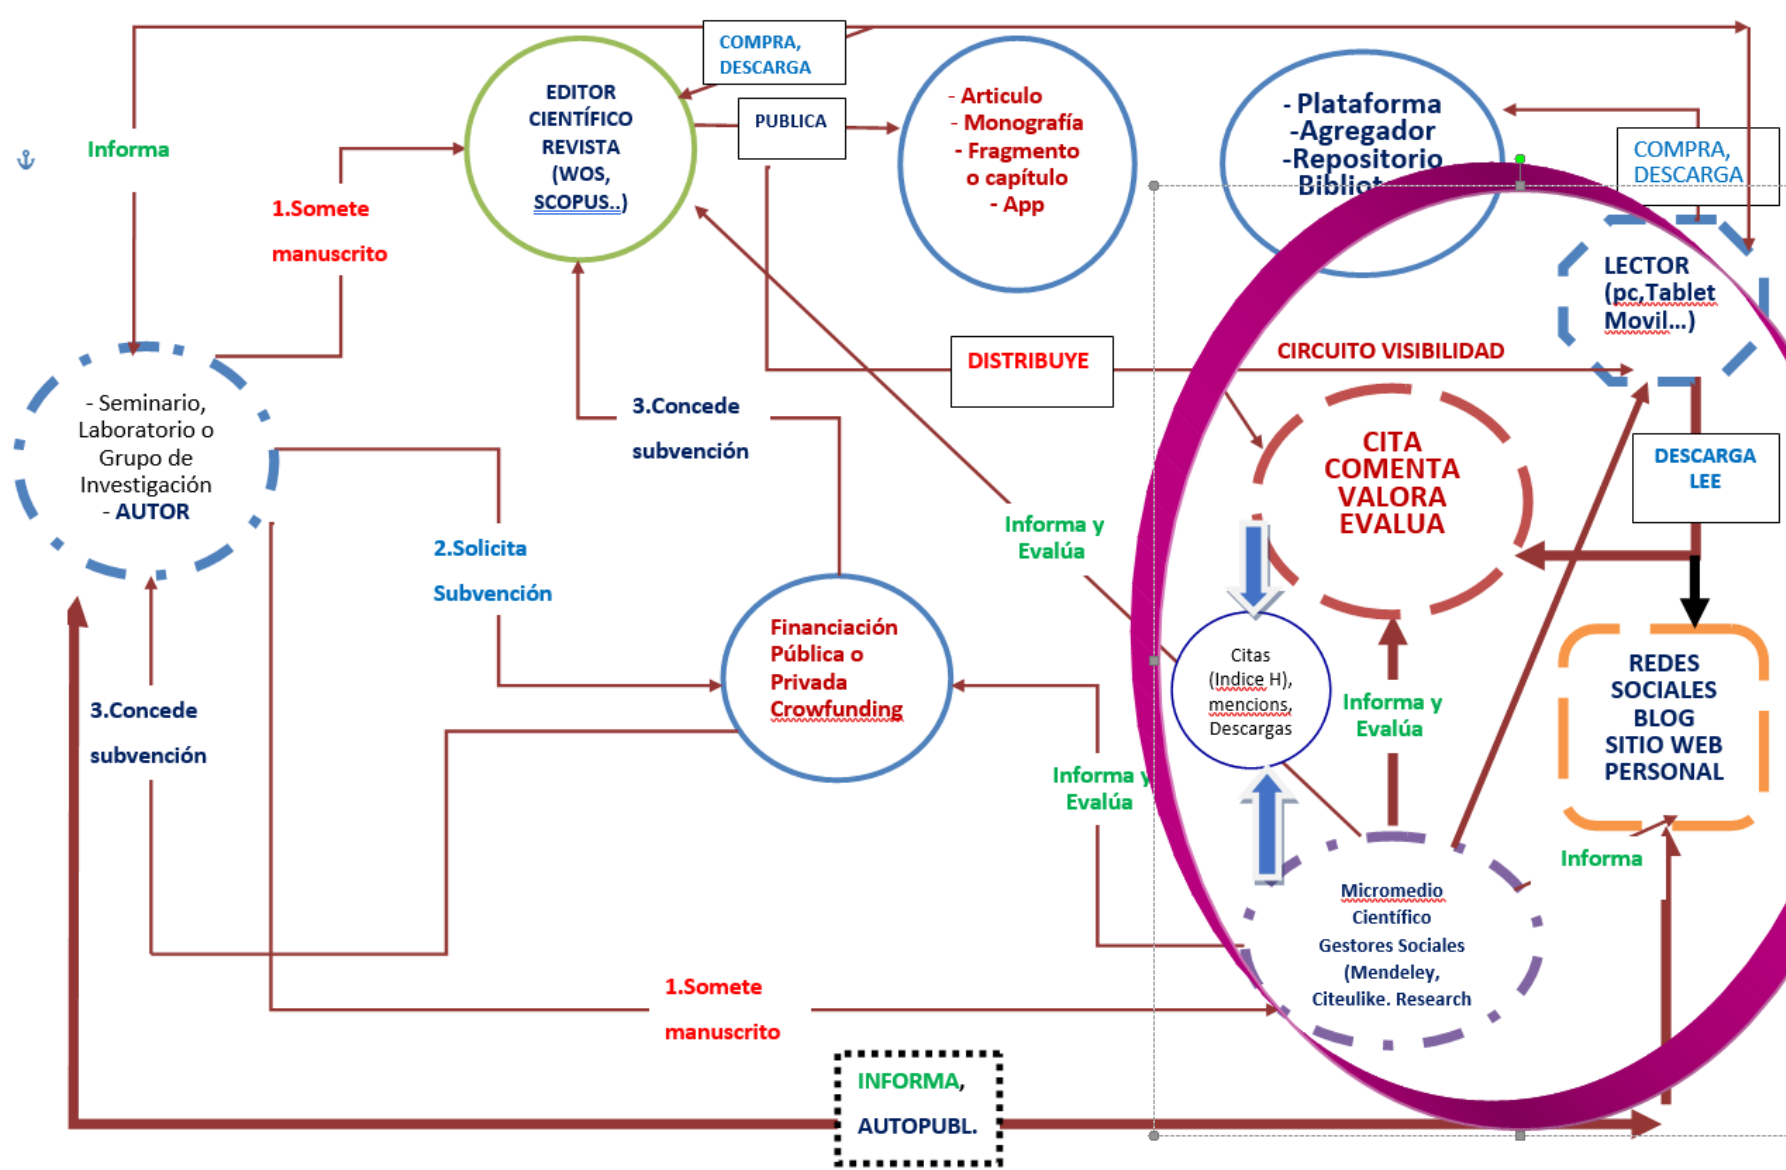 COMPRA,
DESCARGA
EDITOR
CIENTÍFICO
REVISTA
(WOS,
SCOPUS..)
PUBLICA
- Articulo
- Monografía
- Fragmento
o capítulo
- App
- Plataforma
-Agregador
-Repositorio
COMPRA,
DESCARGA
Informa
1.Somete
manuscrito
LECTOR
(pc,Tablet
Movil...)
DISTRIBUYE
CIRCUITO VISIBILIDAD
- Seminario,
Laboratorio o
Grupo de
Investigación
- AUTOR
3.Concede
subvención
CITA
COMENTA
VALORA
EVALUA
DESCARGA
LEE
2.Solicita
Subvención
Informa y
Evalúa
Financiación
Pública o
Privada
Crowfunding
Citas
(Indice H),
mencions,
Descargas
Informa y
Evalúa
REDES
SOCIALES
BLOG
SITIO WEB
PERSONAL
3.Concede
subvención
Informa y
Evalúa
Informa
Micromedio
Científico
Gestores Sociales
(Mendeley,
Citeulike. Research
1.Somete
manuscrito
INFORMA,
AUTOPUBL.